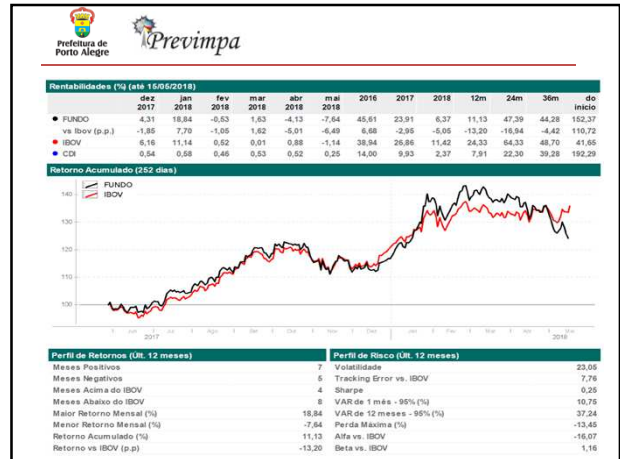 Prefeitura de
Porto Alegre
Previmpa
Rentabilidades (%) (até 15/05/2018)
dez 2017 jan 2018 fev 2018 mar 2018 abr 2018 mai 2018 2016 2017 2018 12m 24m 36m do início
FUNDO 4,31 18,84 -0,53 1,63 -4,13 -7,64 45,61 23,91 6,37 11,13 47,39 44,28 152,37
vs Ibov (p.p.) -1,85 7,70 -1,05 1,62 -5,01 -6,49 6,68 -2,95 -5,05 -13,20 -16,94 -4,42 110,72
IBOV 6,16 11,14 0,52 0,01 0,88 -1,14 38,94 26,86 11,42 24,33 64,33 48,70 41,65
CDI 0,54 0,58 0,46 0,53 0,52 0,25 14,00 9,93 2,37 7,91 22,30 39,28 192,29
Retorno Acumulado (252 dias)
FUNDO
IBOV
140
130
120
110
100
Jun Jul Ago Set Out Nov Dez Jan Fev Mar Abr Mai
2017 2018
Perfil de Retornos (Últ. 12 meses) Perfil de Risco (Últ. 12 meses)
Meses Positivos 7 Volatilidade 23,05
Meses Negativos 5 Tracking Error vs. IBOV 7,76
Meses Acima do IBOV 4 Sharpe 0,25
Meses Abaixo do IBOV 8 VAR de 1 mês - 95% (%) 10,75
Maior Retorno Mensal (%) 18,84 VAR de 12 meses - 95% (%) 37,24
Menor Retorno Mensal (%) -7,64 Perda Máxima (%) -13,45
Retorno Acumulado (%) 11,13 Alfa vs. IBOV -16,07
Retorno vs IBOV (p.p) -13,20 Beta vs. IBOV 1,16